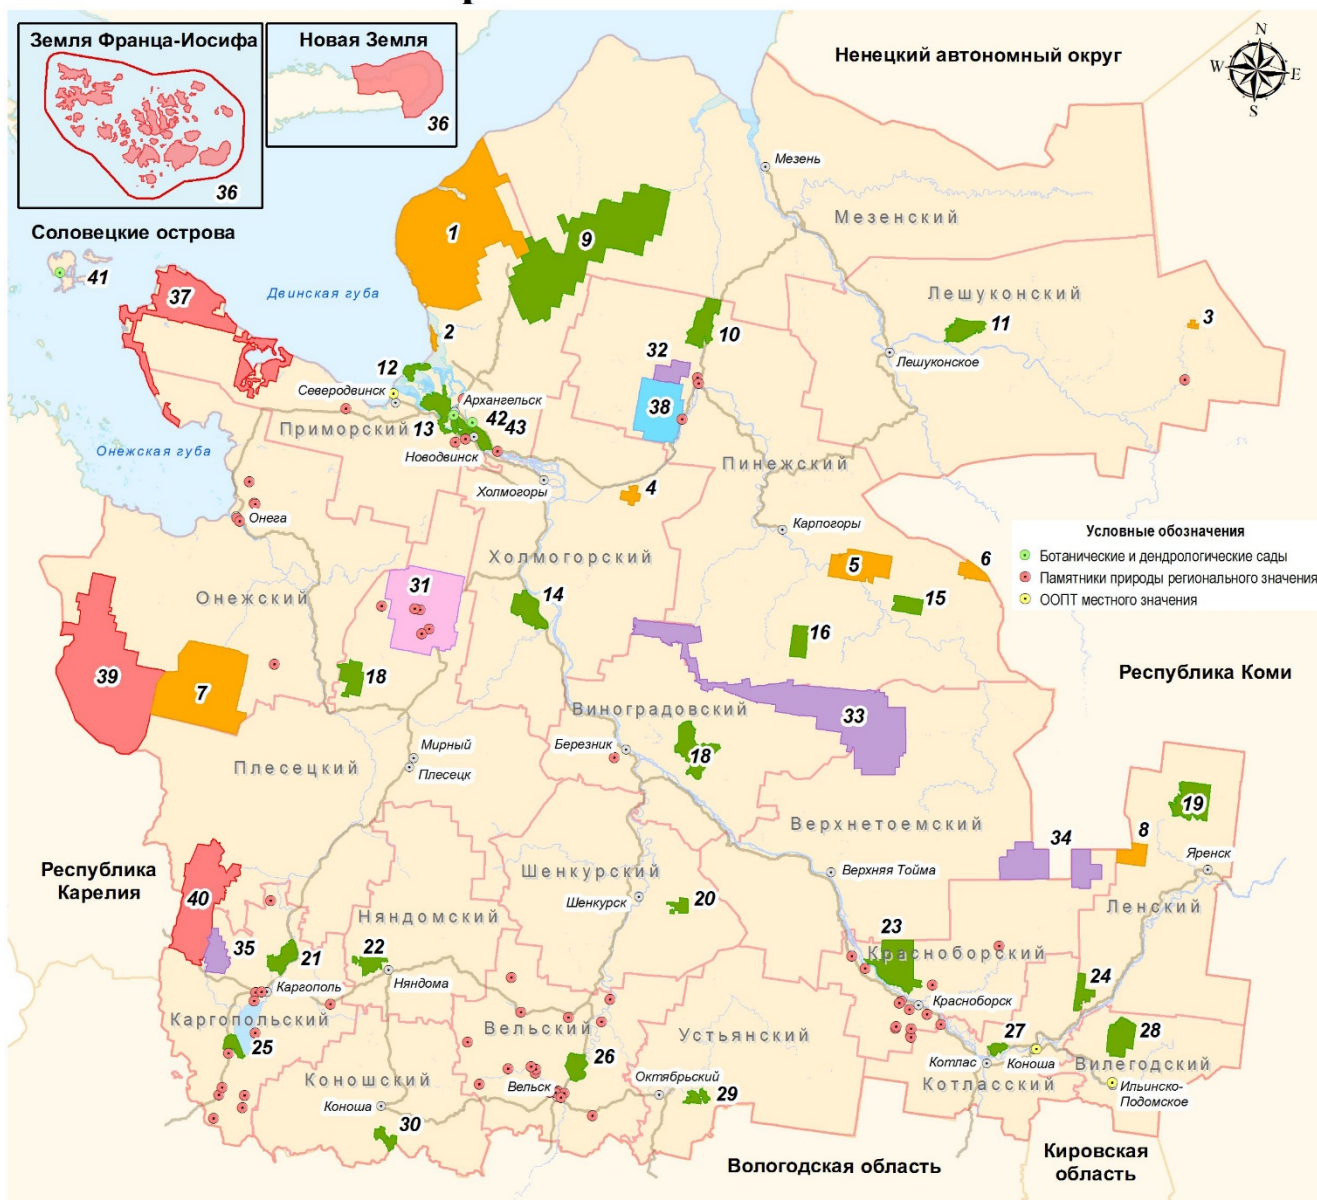 Земля Франца-Иосифа
36
Новая Земля
36
Ненецкий автономный округ
N
W
E
S
Мезень
Мезенский
Соловецкие острова
41
37
Двинская губа
1
9
2
Лешуконский
3
10
11
32
Лешуконское
12
Северодвинск
Архангельск
38
42
43
13
Приморский
Новодвинск
Онежская губа
Пинежский
Холмогоры
4
Онега
Карпогоры
Условные обозначения
Ботанические и дендрологические сады
Памятники природы регионального значения
ООПТ местного значения
Холмогорский
5
6
31
Онежский
14
15
16
39
7
18
Республика Коми
Виноградовский
33
Березник
18
Мирный
Плесецк
Плесецкий
19
Верхнетоемский
34
8
Яренск
Республика
Карелия
Шенкурский
Верхняя Тойма
40
Шенкурск
20
Ленский
Няндомский
35
21
22
23
Красноборский
Каргополь
Няндома
24
Красноборск
Каргопольский
Вельский
Устьянский
25
26
27
28
Котлас
Коноша
Вилегодский
Коношский
Вельск
Октябрьский
29
Котласский
Ильинско-
Подомское
Коноша
30
Вологодская область
Кировская
область